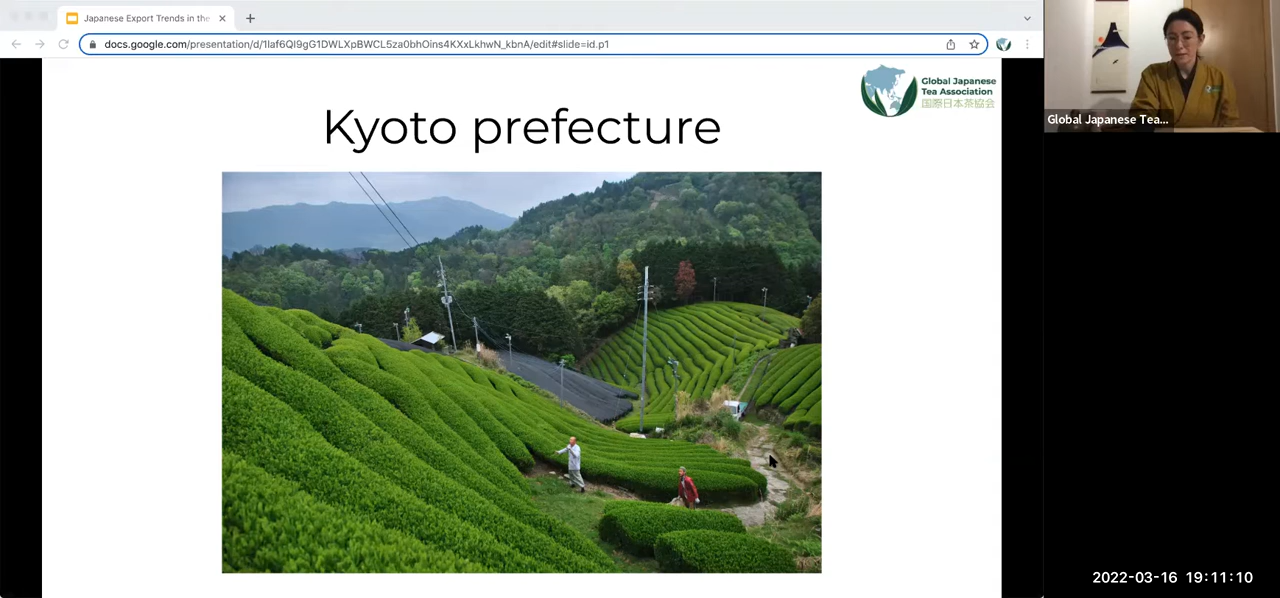 Japanese Export Trends in the
docs.google.com/presentation/d/1Iaf6QI9gG1DWLXpBWCL5za0bhOins4KXxLkhwN_kbnA/edit#slide=id.p1
Global Japanese
Tea Association
国際日本茶協会
Kyoto prefecture
Global Japanese Tea...
2022-03-16 19:11:10